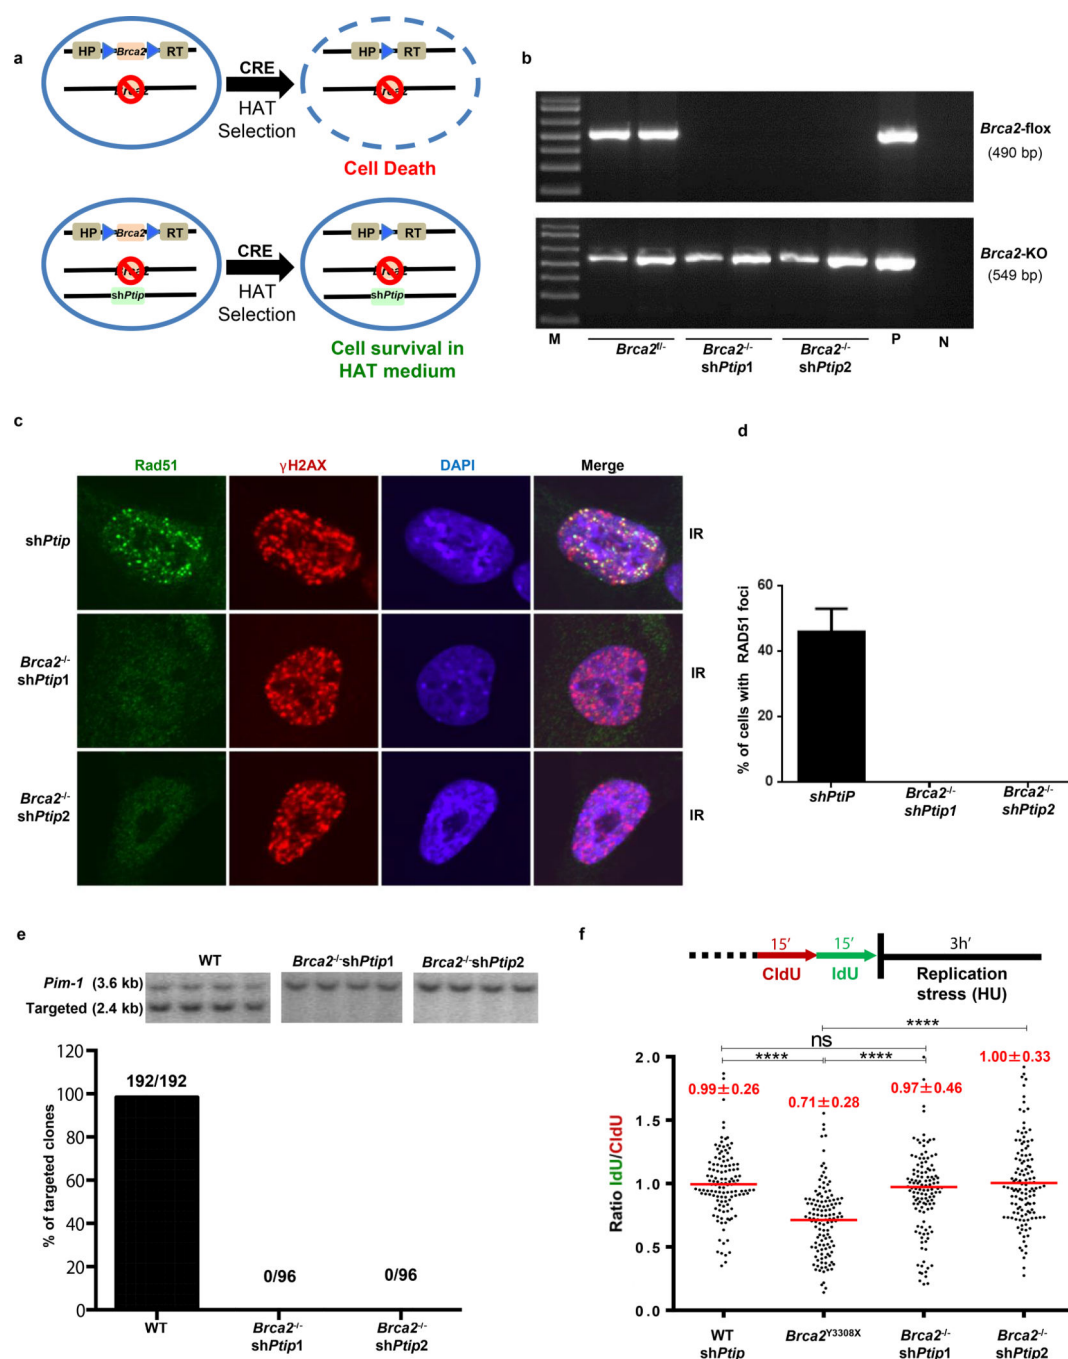 a
HP
Brca2
RT
Brca2
CRE
HAT
Selection
HP
RT
Brca2
Cell Death
HP
Brca2
RT
Brca2
shPtip
CRE
HAT
Selection
HP
RT
Brca2
shPtip
Cell survival in
HAT medium
b
Brca2-flox
(490 bp)
Brca2-KO
(549 bp)
M
Brca2f/-
Brca2-/-
shPtip1
Brca2-/-
shPtip2
P
N
c
Rad51
γH2AX
DAPI
Merge
shPtip
IR
Brca2-/-
shPtip1
IR
Brca2-/-
shPtip2
IR
d
% of cells with RAD51 foci
60
40
20
0
shPtiP
Brca2-/-
shPtip1
Brca2-/-
shPtip2
e
WT
Brca2-/-shPtip1
Brca2-/-shPtip2
Pim-1 (3.6 kb)
Targeted (2.4 kb)
% of targeted clones
120
100
80
60
40
20
0
192/192
0/96
0/96
WT
Brca2-/-
shPtip1
Brca2-/-
shPtip2
f
15'
15'
3h'
CldU
IdU
Replication
stress (HU)
****
ns
****
****
Ratio IdU/CldU
2.0
1.5
1.0
0.5
0.0
0.99±0.26
0.71±0.28
0.97±0.46
1.00±0.33
WT
shPtip
Brca2Y3308X
Brca2-/-
shPtip1
Brca2-/-
shPtip2